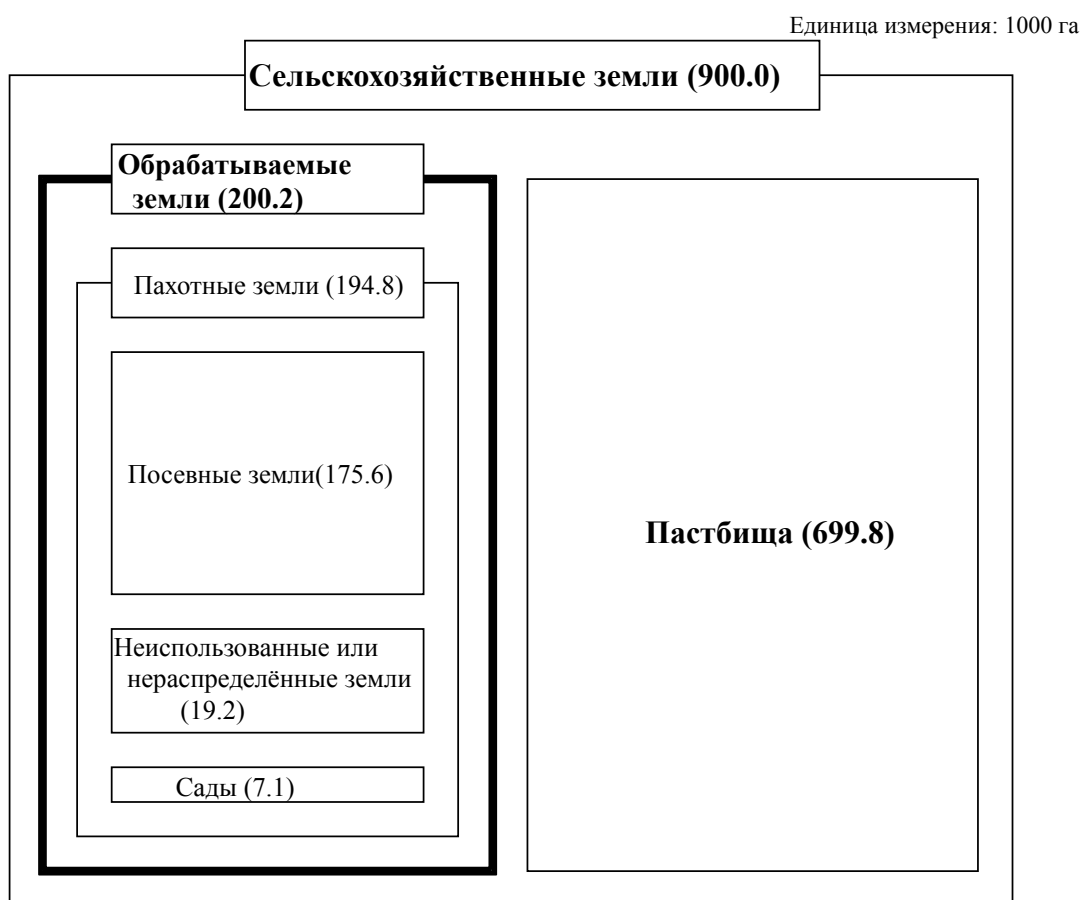 Единица измерения: 1000 га
Сельскохозяйственные земли (900.0)
Обрабатываемые
земли (200.2)
Пахотные земли (194.8)
Посевные земли(175.6)
Неиспользованные или
нераспределённые земли
(19.2)
Сады (7.1)
Пастбища (699.8)